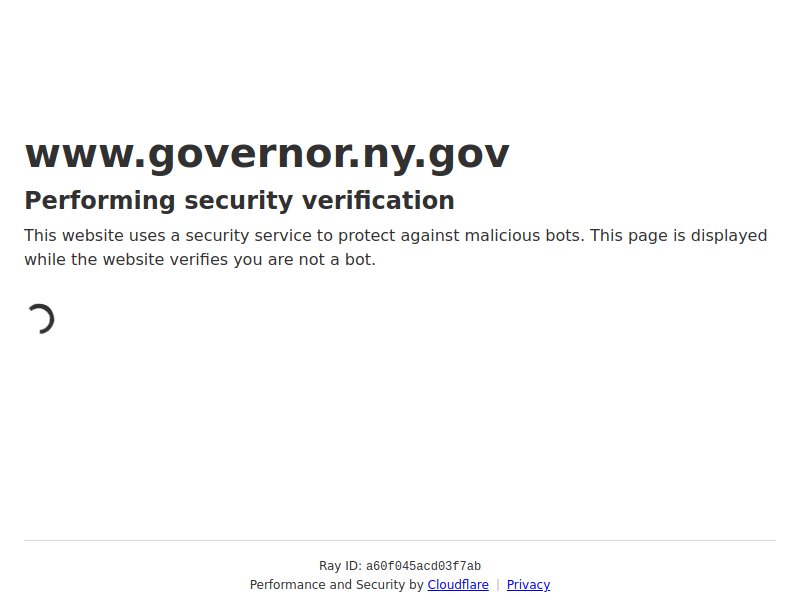 www.governor.ny.gov
Performing security verification
This website uses a security service to protect against malicious bots. This page is displayed
while the website verifies you are not a bot.
Ray ID: a60f045acd03f7ab
Performance and Security by Cloudflare | Privacy